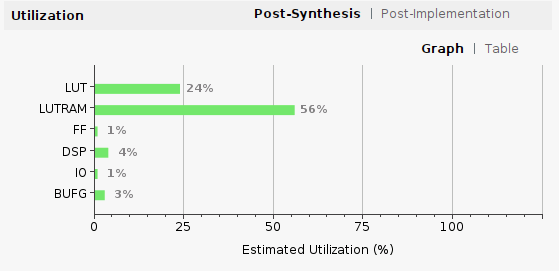 Utilization
Post-Synthesis | Post-Implementation
Graph | Table
LUT 24%
LUTRAM 56%
FF 1%
DSP 4%
IO 1%
BUFG 3%
0 25 50 75 100
Estimated Utilization (%)